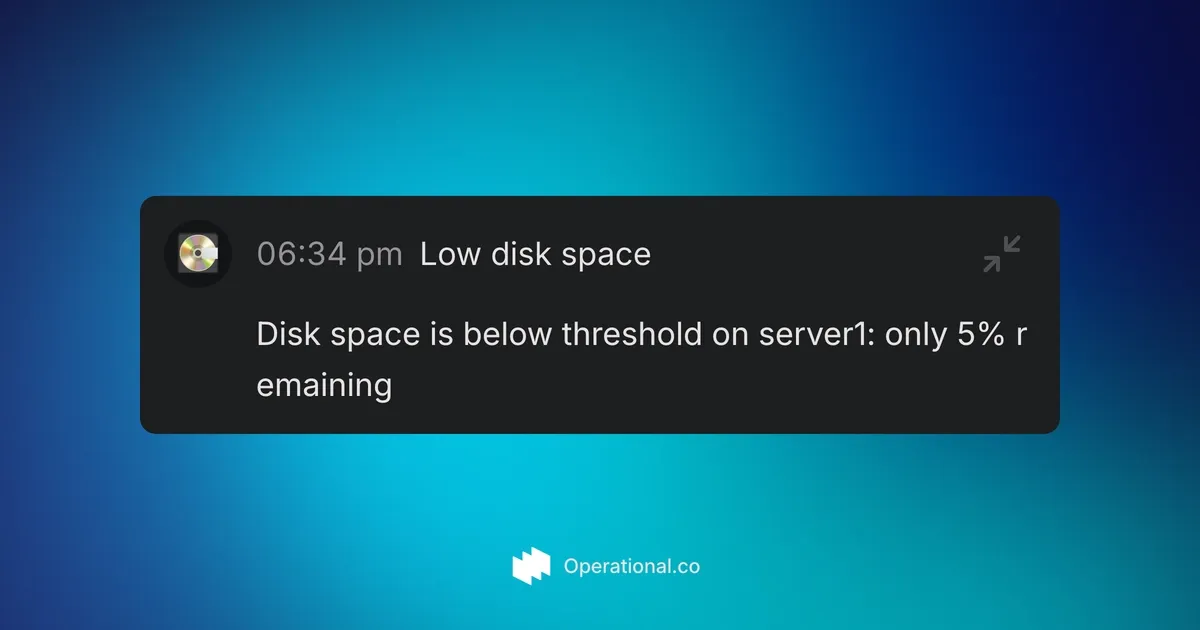 06:34 pm Low disk space
Disk space is below threshold on server1: only 5% r
emaining
Operational.co